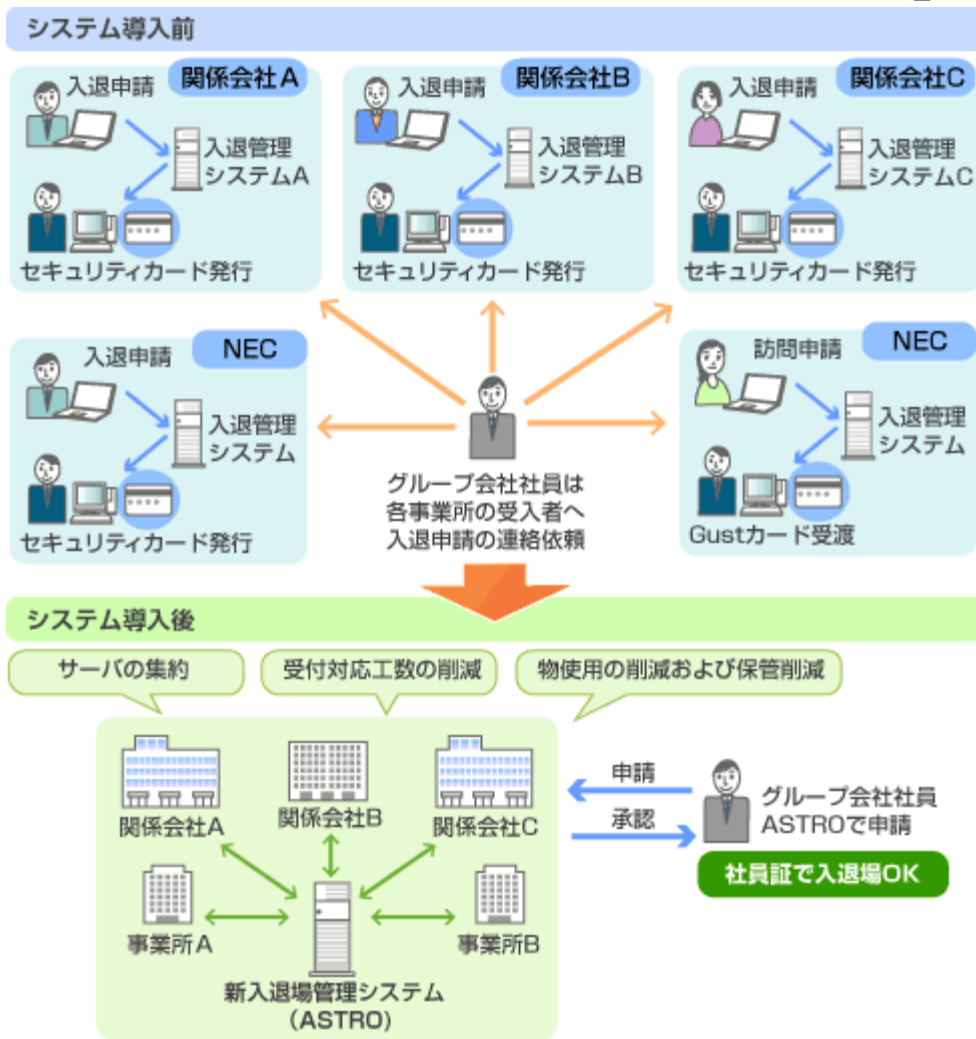 システム導入前
入退申請
関係会社A
入退管理
システムA
セキュリティカード発行
入退申請
関係会社B
入退管理
システムB
セキュリティカード発行
入退申請
関係会社C
入退管理
システムC
セキュリティカード発行
入退申請
NEC
入退管理
システム
セキュリティカード発行
グループ会社社員は
各事業所の受入者へ
入退申請の連絡依頼
訪問申請
NEC
入退管理
システム
Gustカード受渡
システム導入後
サーバの集約
受付対応工数の削減
物使用の削減および保管削減
関係会社A
関係会社B
関係会社C
事業所A
事業所B
新入退場管理システム
(ASTRO)
申請
承認
グループ会社社員
ASTROで申請
社員証で入退場OK